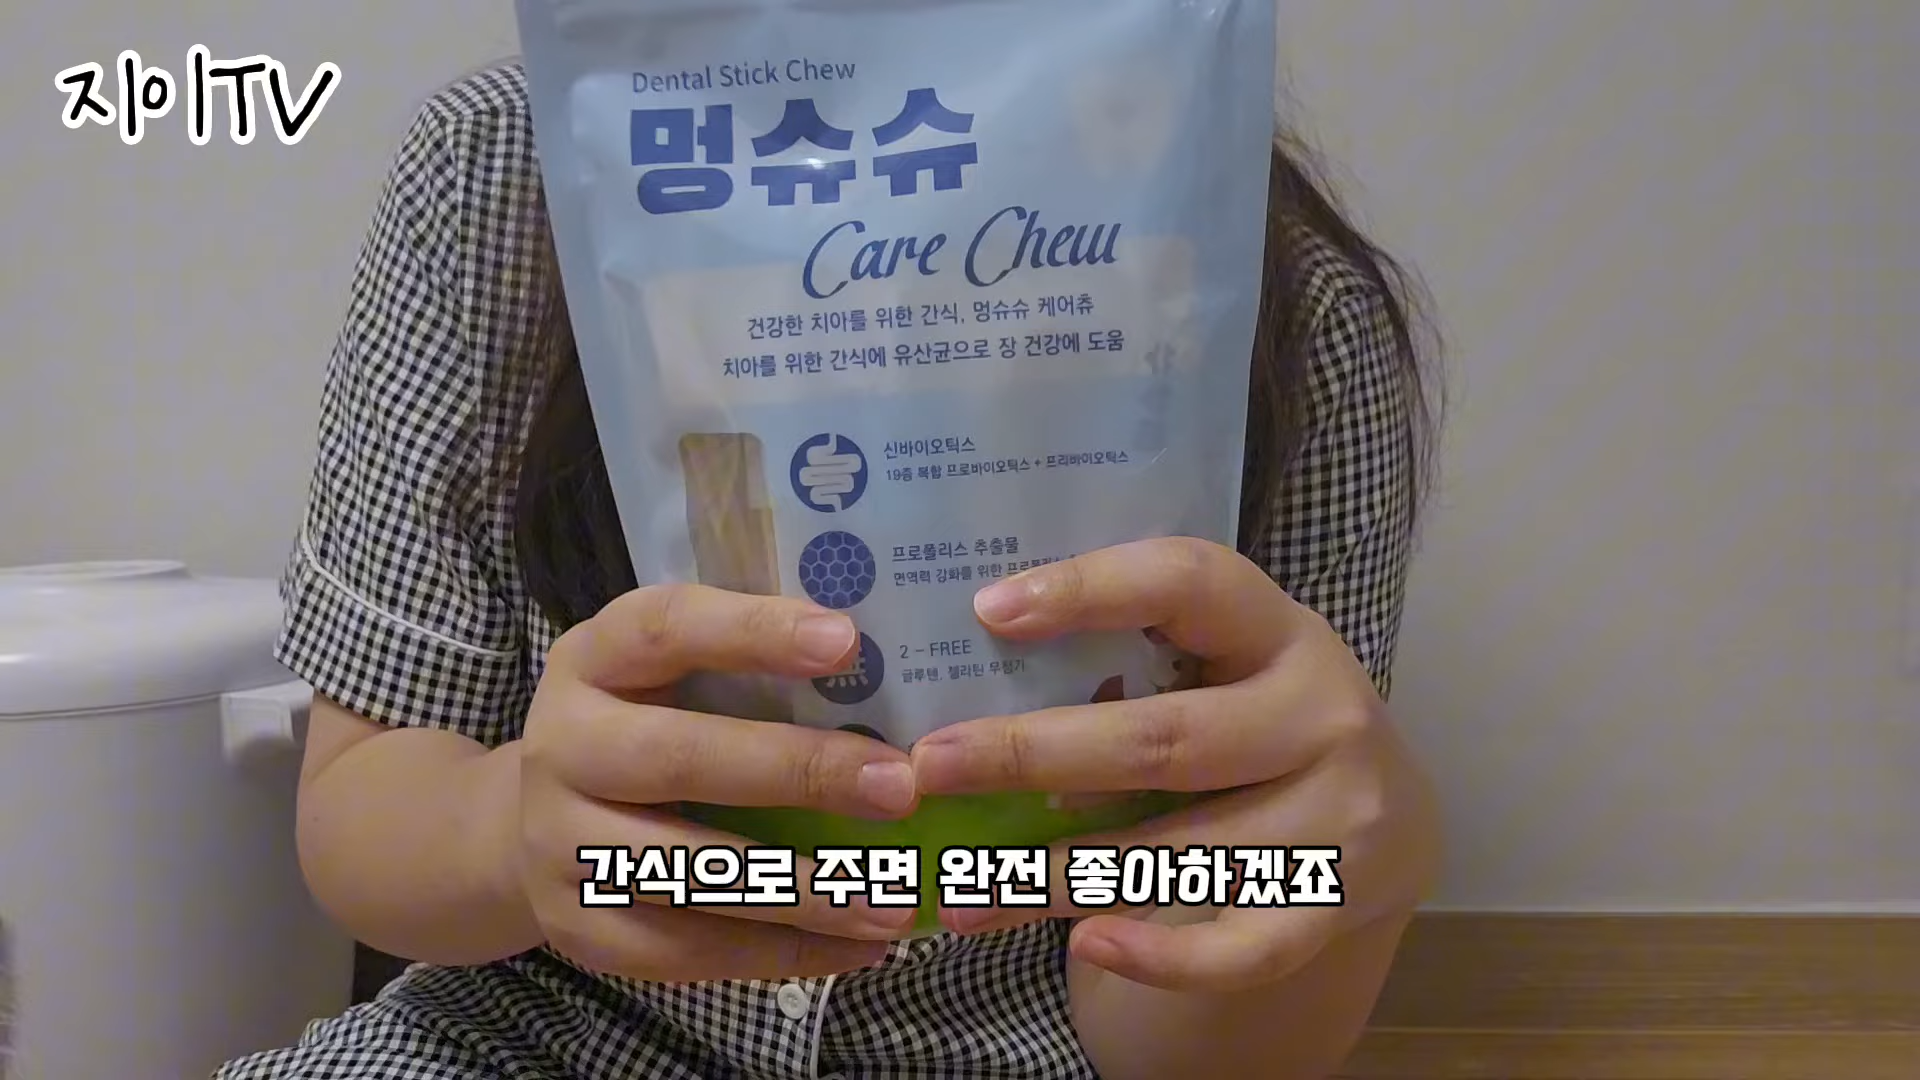 지이TV
Dental Stick Chew
멍슈슈
Care Chew
건강한 치아를 위한 간식, 멍슈슈 케어츄
치아를 위한 간식에 유산균으로 장 건강에 도움
신바이오틱스
19종 복합 프로바이오틱스 + 프리바이오틱스
프로폴리스 추출물
면역력 강화를 위한
無
2 - FREE
글루텐, 젤라틴 무첨가
간식으로 주면 완전 좋아하겠죠